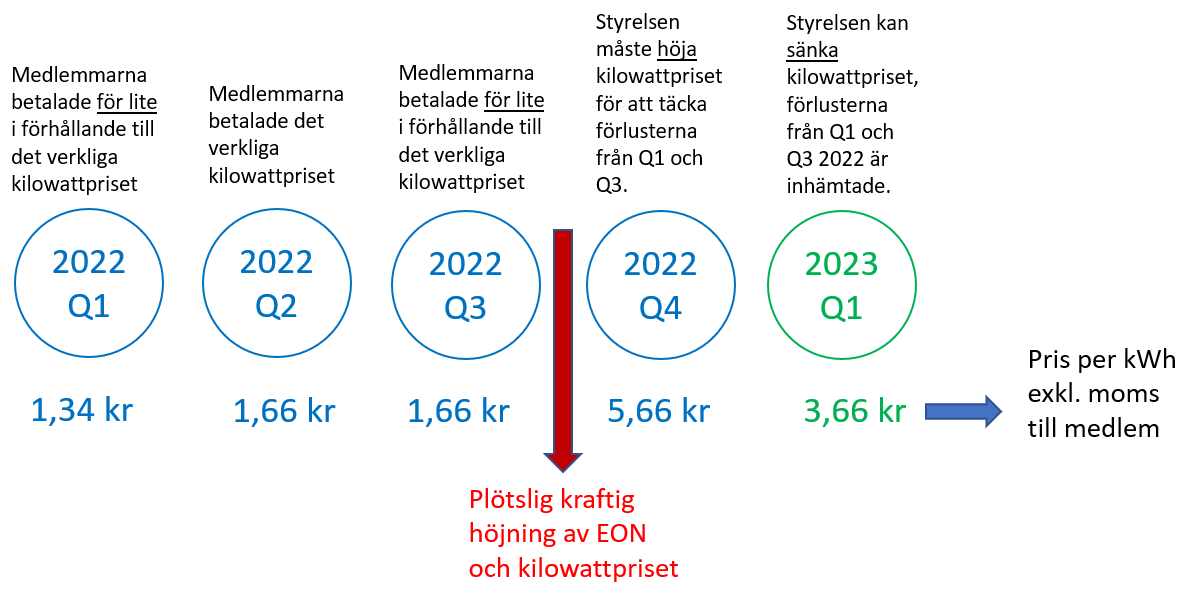 Medlemmarna
betalade för lite
i förhållande till
det verkliga
kilowattpriset
Medlemmarna
betalade det
verkliga
kilowattpriset
Medlemmarna
betalade för lite
i förhållande till
det verkliga
kilowattpriset
Styrelsen
måste höja
kilowattpriset
för att täcka
förlusterna
från Q1 och
Q3.
Styrelsen kan
sänka
kilowattpriset,
förlusterna
från Q1 och
Q3 2022 är
inhämtade.
2022
Q1
2022
Q2
2022
Q3
2022
Q4
2023
Q1
1,34 kr
1,66 kr
1,66 kr
5,66 kr
3,66 kr
Pris per kWh
exkl. moms
till medlem
Plötslig kraftig
höjning av EON
och kilowattpriset